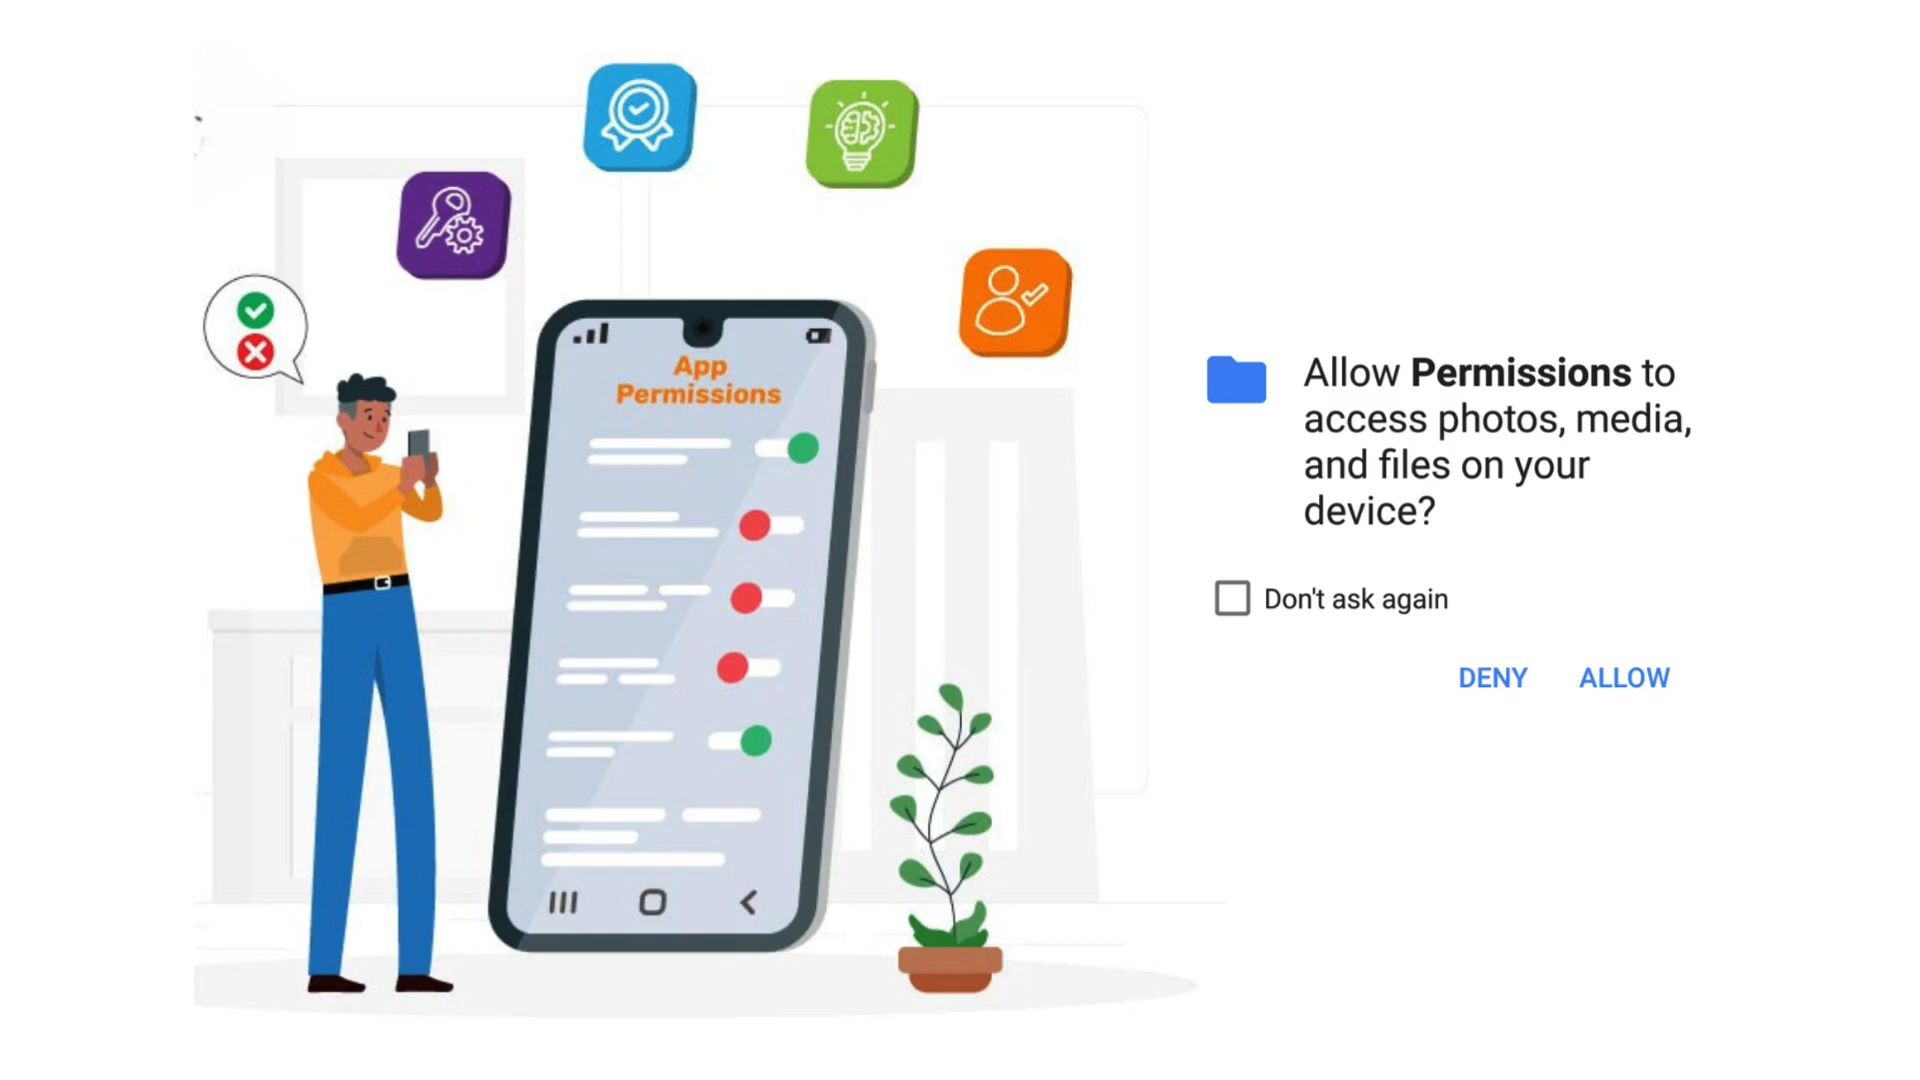 App
Permissions
Allow Permissions to
access photos, media,
and files on your
device?
Don't ask again
DENY ALLOW